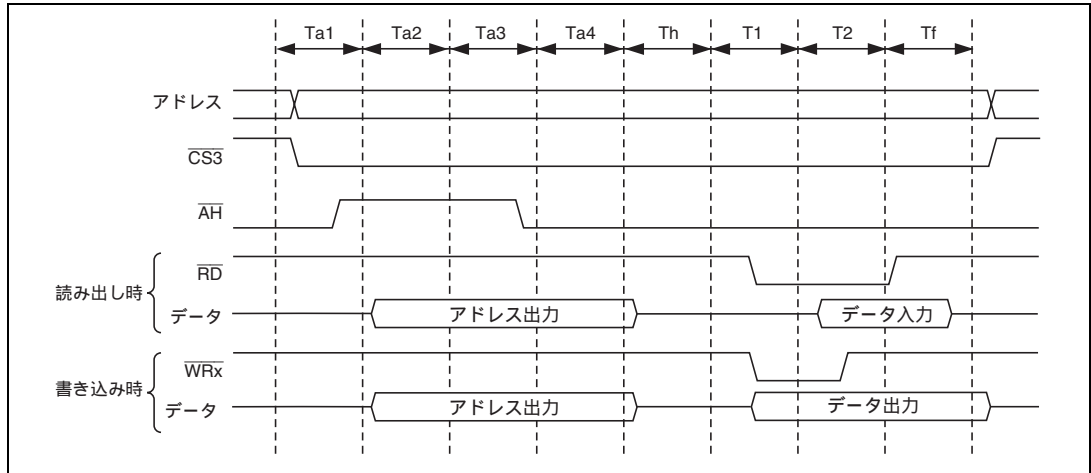 Ta1 Ta2 Ta3 Ta4 Th T1 T2 Tf
アドレス
CS3
AH
読み出し時
RD
データ アドレス出力 データ入力
書き込み時
WRx
データ アドレス出力 データ出力